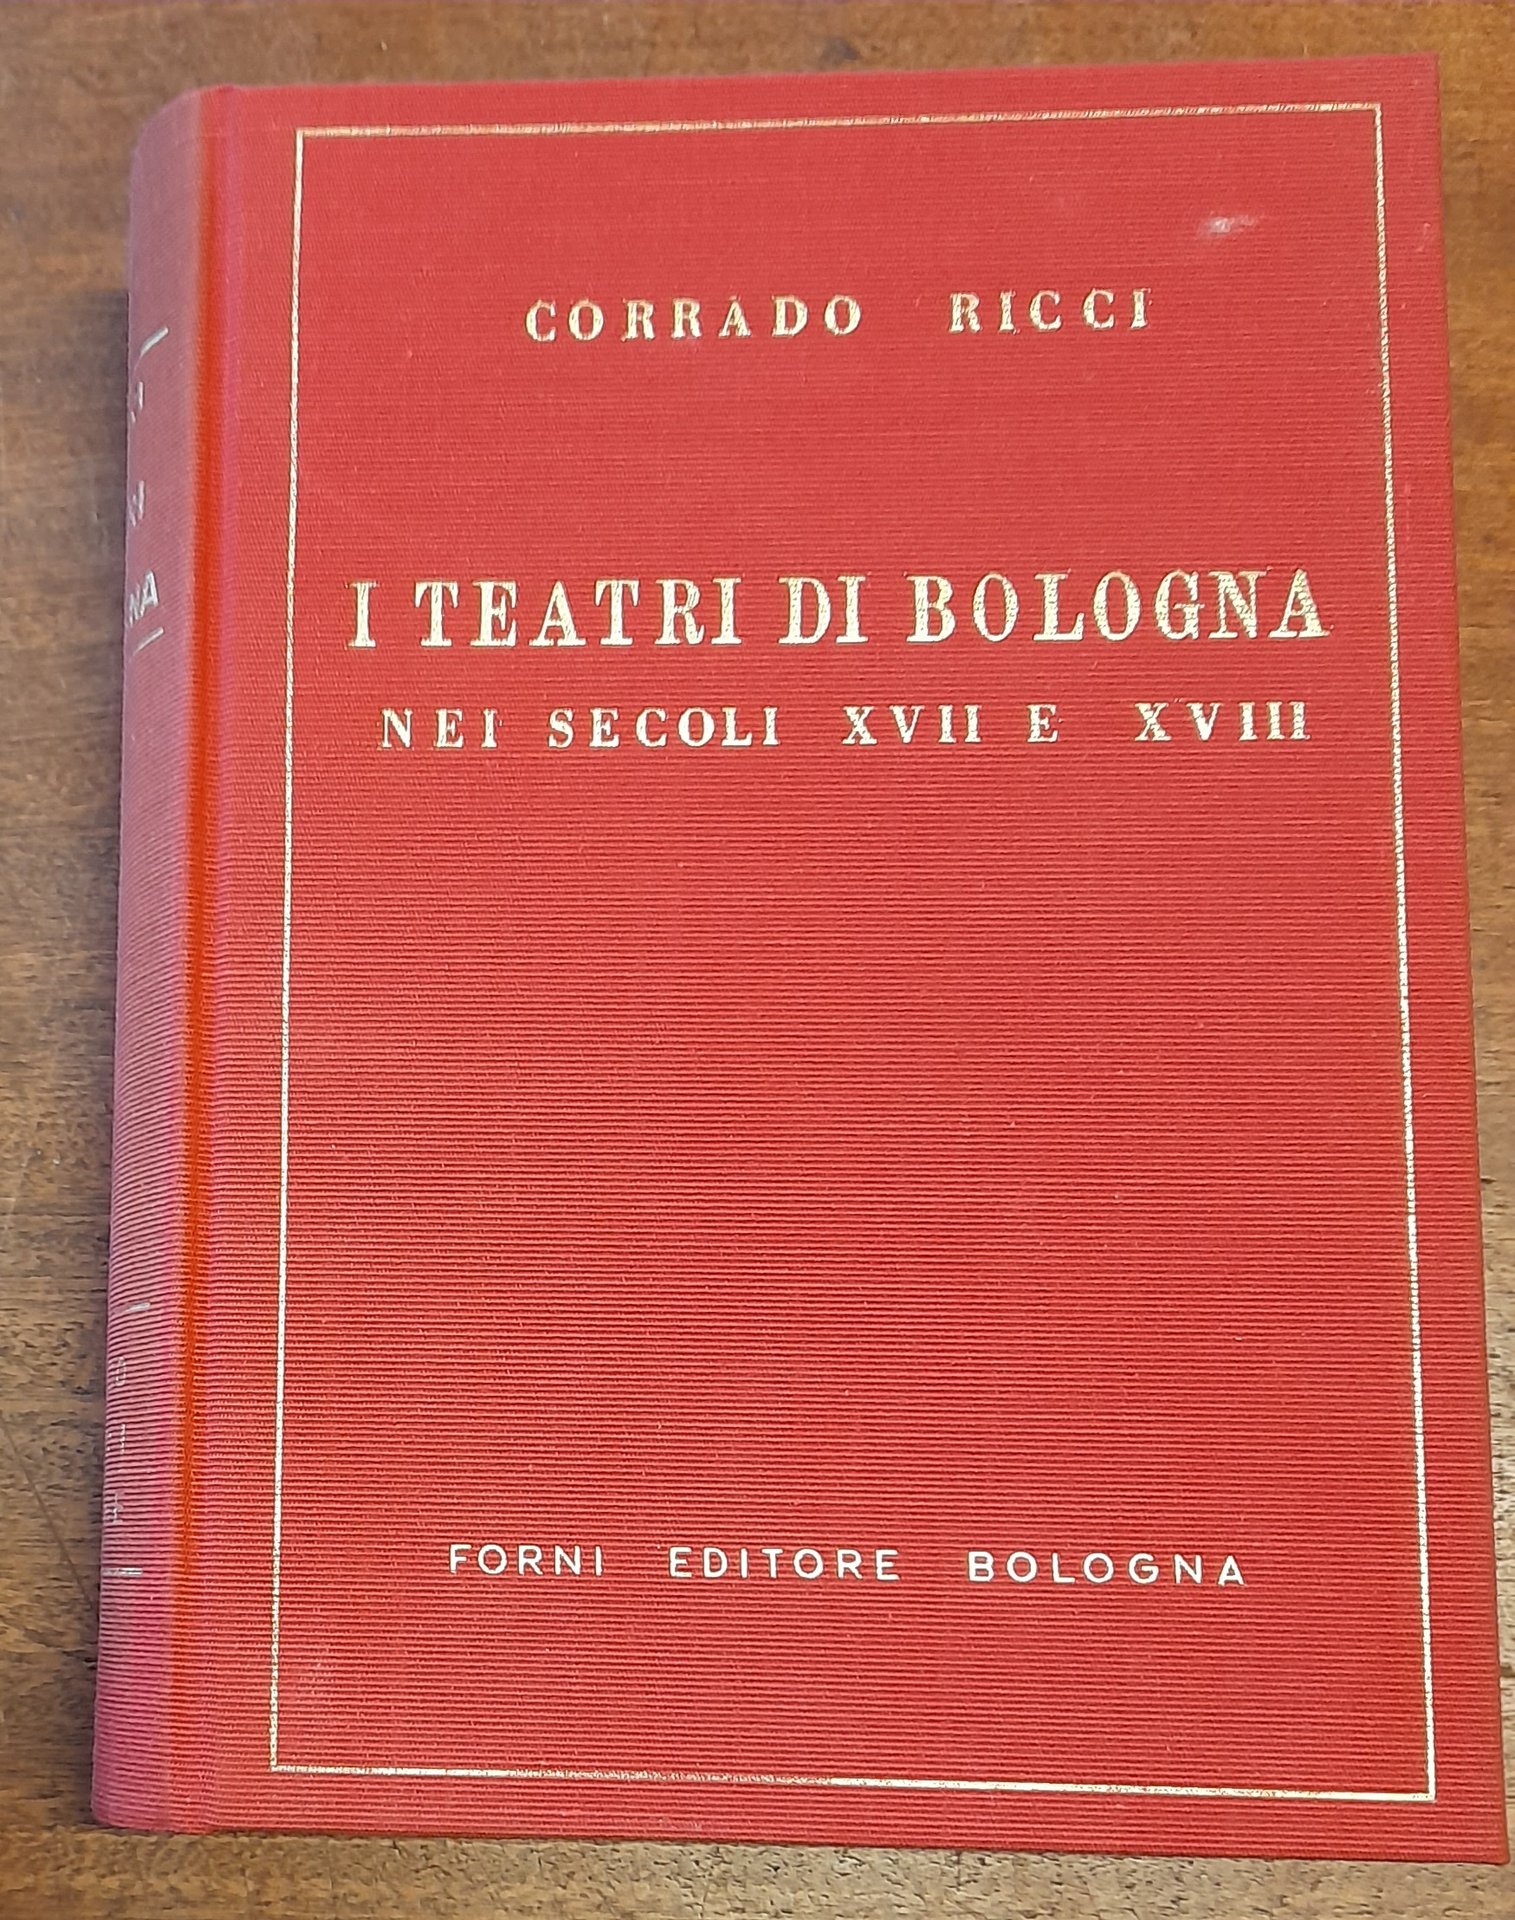 CORRADO RICCI
I TEATRI DI BOLOGNA
NEI SECOLI XVII E XVIII
FORNI EDITORE BOLOGNA